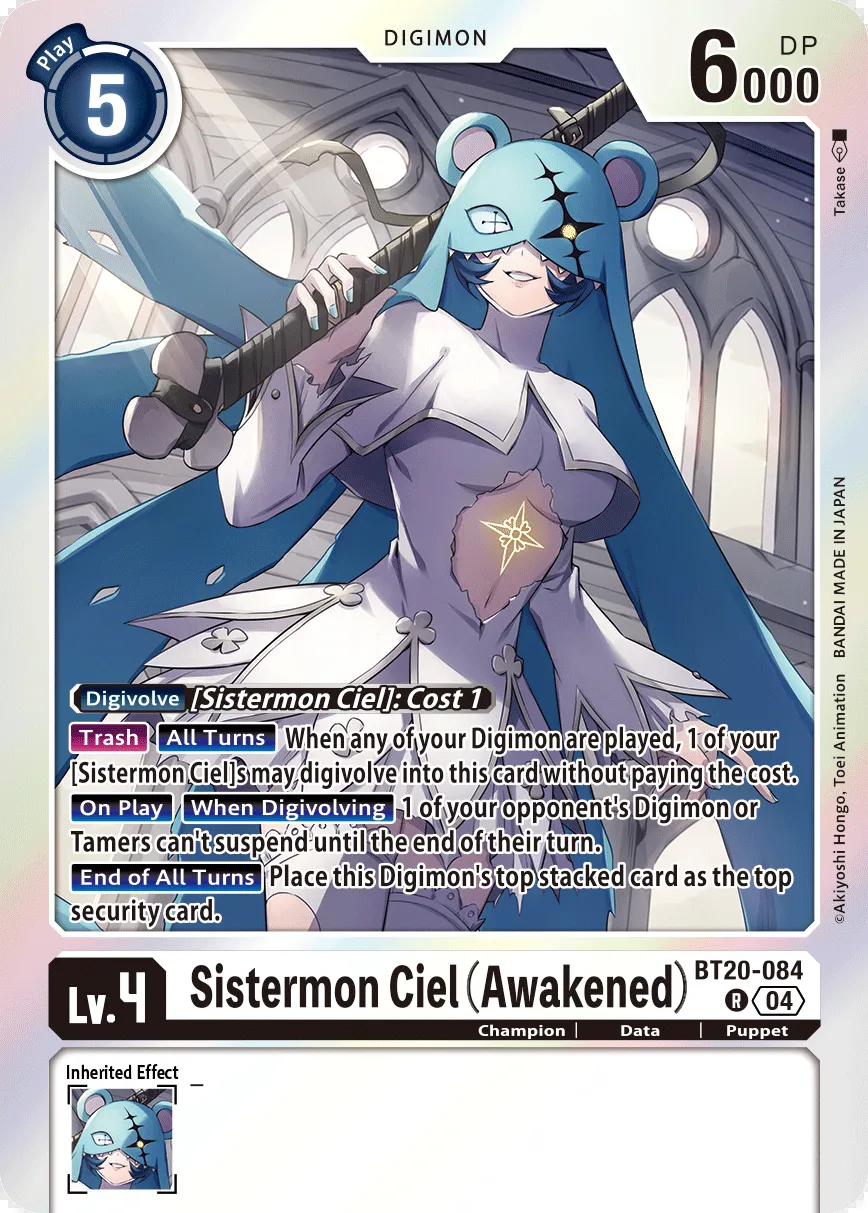 DIGIMON
Play
5
DP
6000
Takase
Digivolve [Sistermon Ciel]: Cost 1
Trash All Turns When any of your Digimon are played, 1 of your
[Sistermon Ciel]s may digivolve into this card without paying the cost.
On Play When Digivolving 1 of your opponent's Digimon or
Tamers can't suspend until the end of their turn.
End of All Turns Place this Digimon's top stacked card as the top
security card.
©Akiyoshi Hongo, Toei Animation BANDAI MADE IN JAPAN
Lv.4
Sistermon Ciel (Awakened)
BT20-084
R 04
Champion | Data | Puppet
Inherited Effect
–